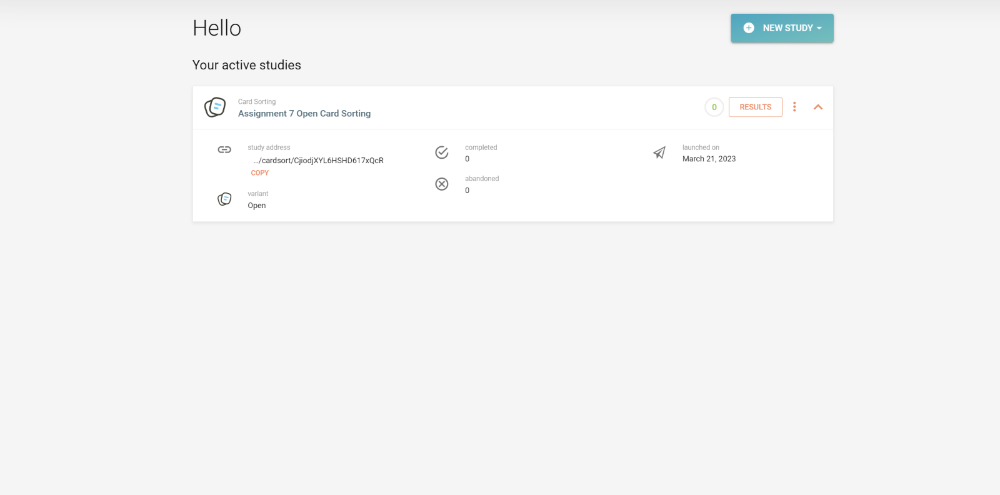 Hello
NEW STUDY
Your active studies
Card Sorting
Assignment 7 Open Card Sorting
0
RESULTS
study address
.../cardsort/CjiodjXYL6HSHD617xQcR
COPY
variant
Open
completed
0
abandoned
0
launched on
March 21, 2023